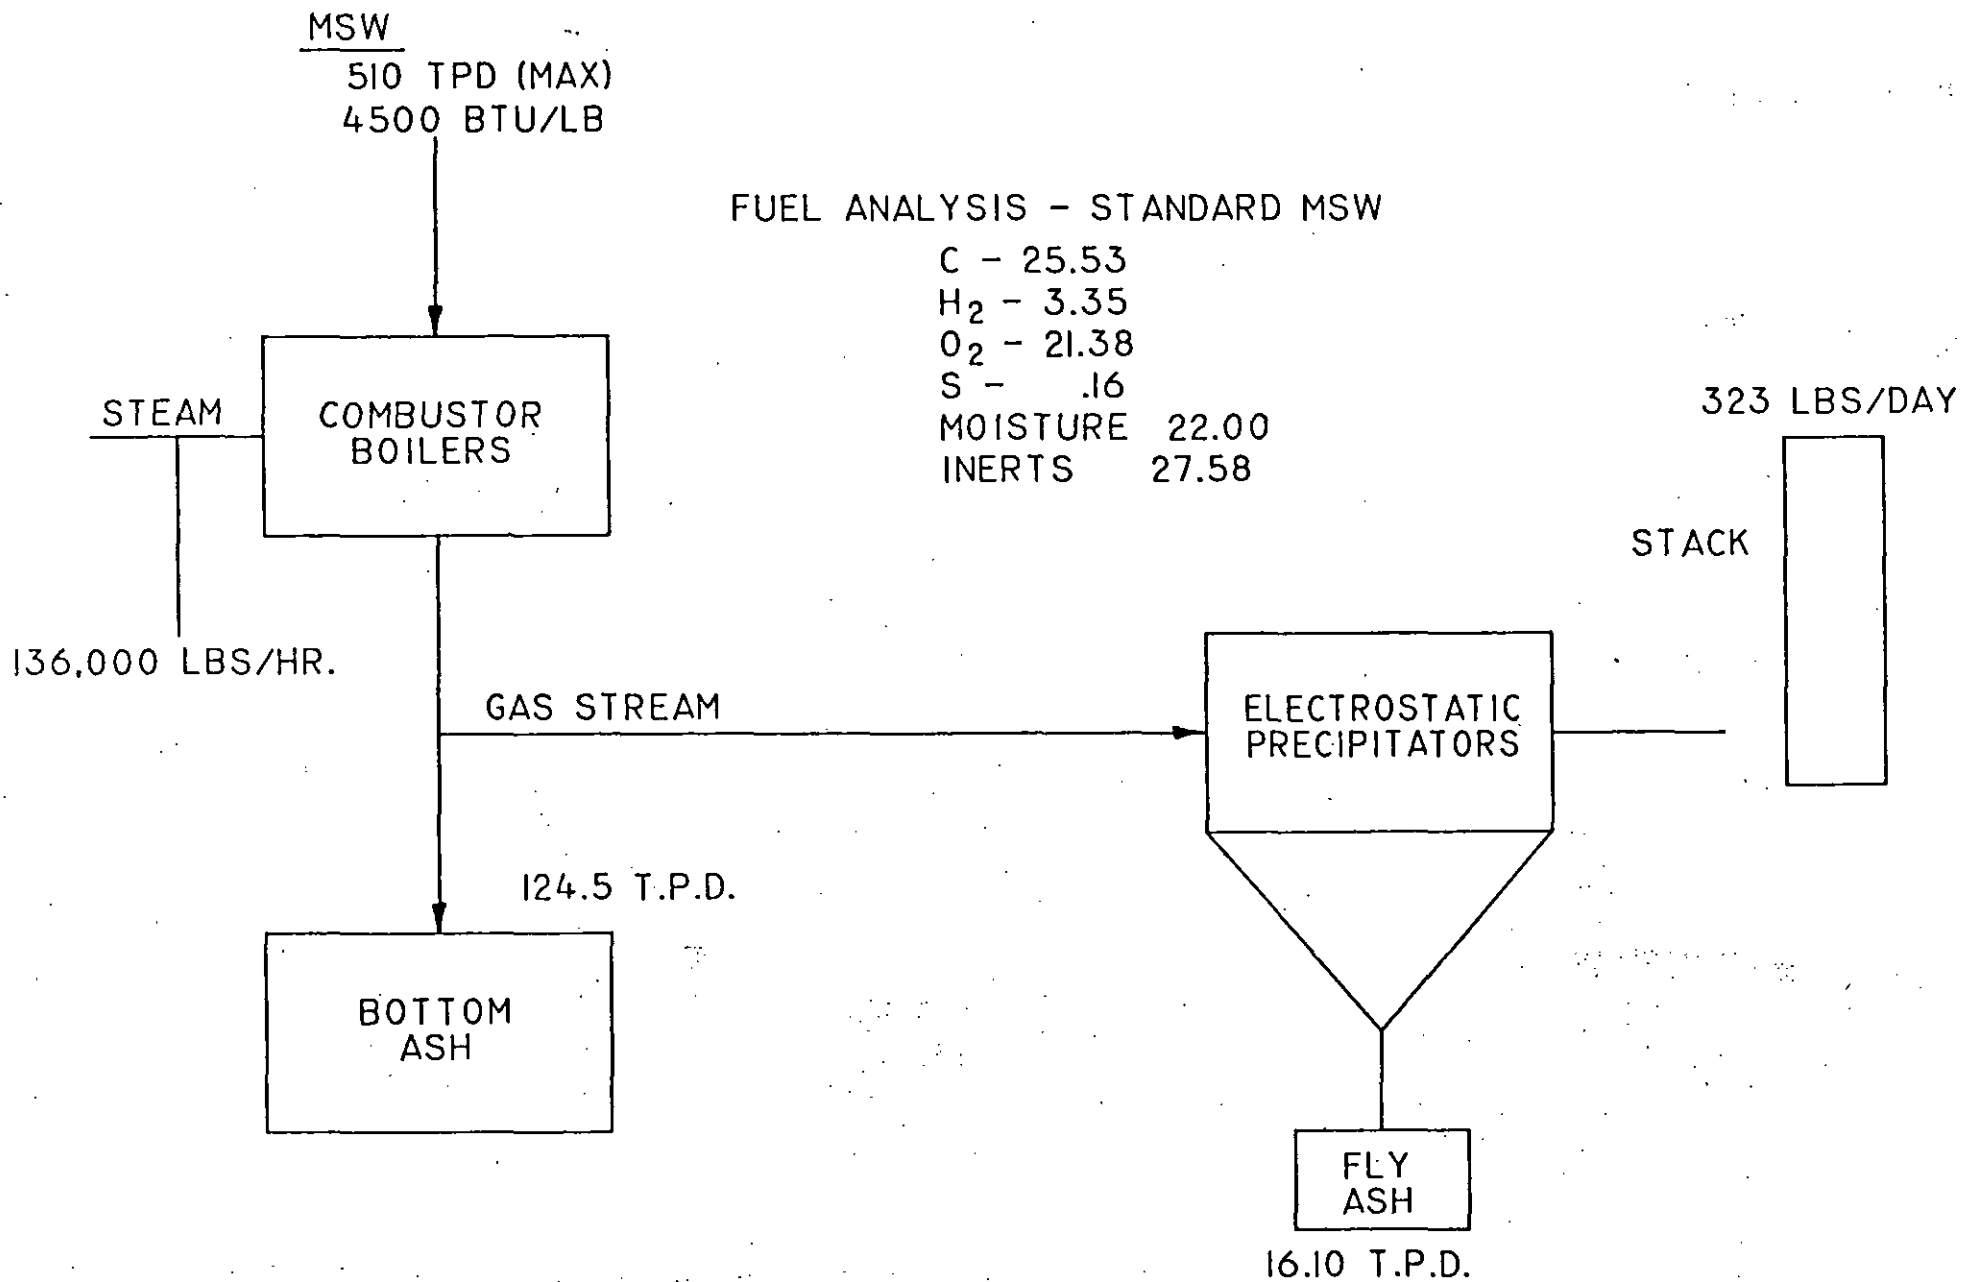 MSW
510 TPD (MAX)
4500 BTU/LB
FUEL ANALYSIS - STANDARD MSW
C - 25.53
H2 - 3.35
O2 - 21.38
S - .16
MOISTURE 22.00
INERTS 27.58
323 LBS/DAY
STEAM
COMBUSTOR
BOILERS
STACK
136,000 LBS/HR.
GAS STREAM
ELECTROSTATIC
PRECIPITATORS
124.5 T.P.D.
BOTTOM
ASH
FLY
ASH
16.10 T.P.D.